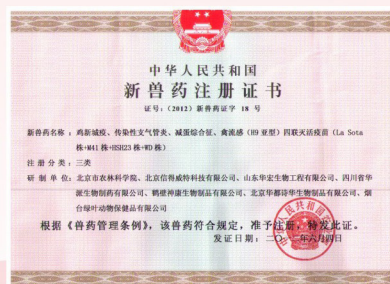 中华人民共和国
新兽药注册证书
证号：(2012) 新兽药证字 18 号
新兽药名称：鸡新城疫、传染性支气管炎、减蛋综合征、禽流感（H9 亚型）四联灭活疫苗（La Sota
株+M41 株+HSH23 株+WD 株）
注册分类：三类
研制单位：北京市农林科学院、北京信得威特科技有限公司、山东华宏生物工程有限公司、四川省华
派生物制药有限公司、鹤壁神康生物制品有限公司、北京华都诗华生物制品有限公司、烟
台绿叶动物保健品有限公司
根据《兽药管理条例》，该兽药符合规定，准予注册，特发此证。
发证日期：二〇一二年六月四日